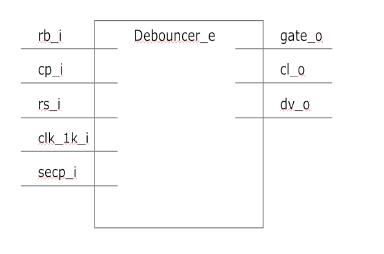 rb_i Debouncer_e gate_o
cp_i cl_o
rs_i dv_o
clk_1k_i
secp_i